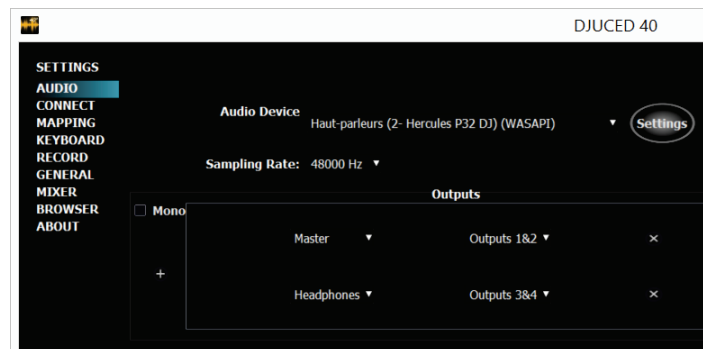 DJUCED 40
SETTINGS
AUDIO
CONNECT
MAPPING
KEYBOARD
RECORD
GENERAL
MIXER
BROWSER
ABOUT
Audio Device
Haut-parleurs (2- Hercules P32 DJ) (WASAPI) ▼
Settings
Sampling Rate: 48000 Hz ▼
Outputs
Mono
Master ▼ Outputs 1&2 ▼ ×
+
Headphones ▼ Outputs 3&4 ▼ ×